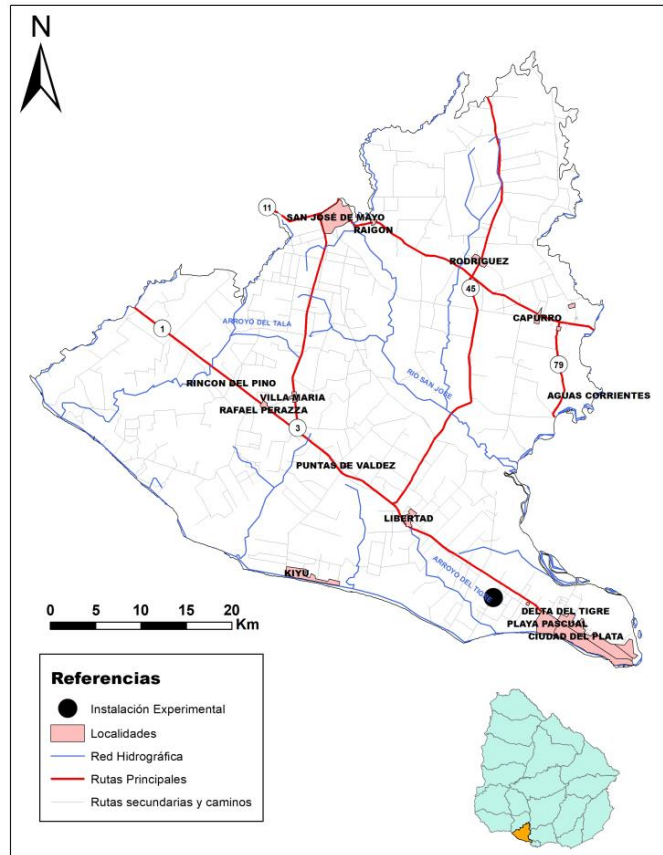 N
11
SAN JOSÉ DE MAYO
RAIGON
RODRIGUEZ
45
CAPURRO
1
ARROYO DEL TALA
79
RIO SAN JOSE
RINCON DEL PINO
VILLA MARIA
AGUAS CORRIENTES
RAFAEL PERAZZA
3
PUNTAS DE VALDEZ
LIBERTAD
ARROYO DEL TIGRE
KIYU
DELTA DEL TIGRE
PLAYA PASCUAL
CIUDAD DEL PLATA
0 5 10 15 20
Km
Referencias
Instalación Experimental
Localidades
Red Hidrográfica
Rutas Principales
Rutas secundarias y caminos